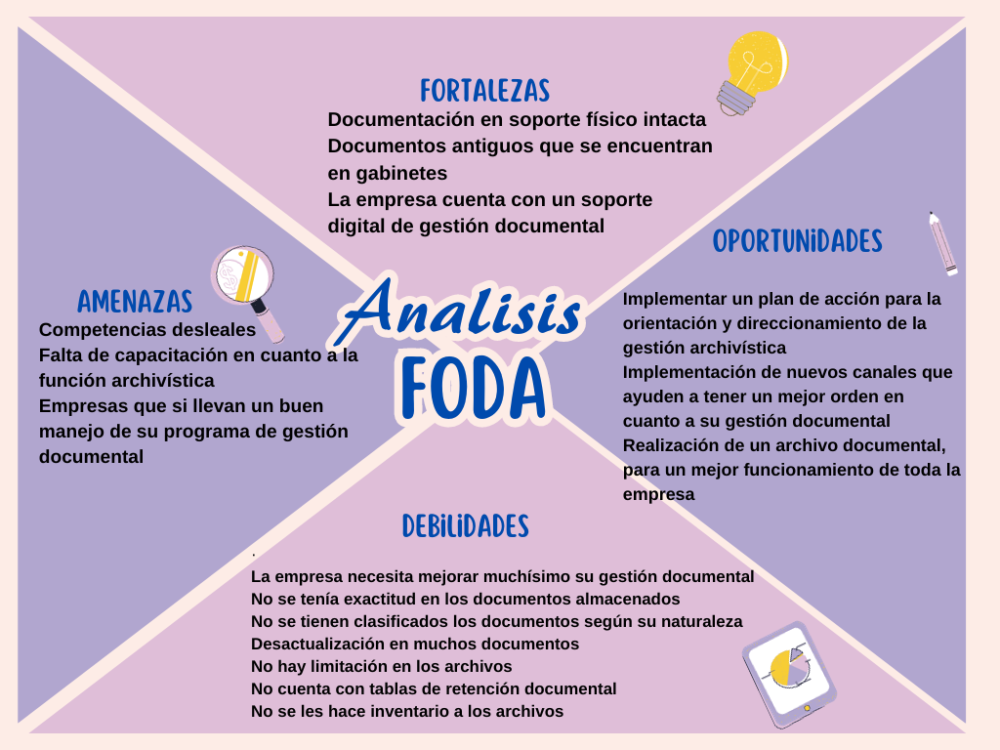 FORTALEZAS
Documentación en soporte físico intacta
Documentos antiguos que se encuentran
en gabinetes
La empresa cuenta con un soporte
digital de gestión documental
OPORTUNiDADES
Implementar un plan de acción para la
orientación y direccionamiento de la
gestión archivística
Implementación de nuevos canales que
ayuden a tener un mejor orden en
cuanto a su gestión documental
Realización de un archivo documental,
para un mejor funcionamiento de toda la
empresa
AMENAZAS
Competencias desleales
Falta de capacitación en cuanto a la
función archivística
Empresas que si llevan un buen
manejo de su programa de gestión
documental
Analisis
FODA
DEBiLiDADES
.
La empresa necesita mejorar muchísimo su gestión documental
No se tenía exactitud en los documentos almacenados
No se tienen clasificados los documentos según su naturaleza
Desactualización en muchos documentos
No hay limitación en los archivos
No cuenta con tablas de retención documental
No se les hace inventario a los archivos